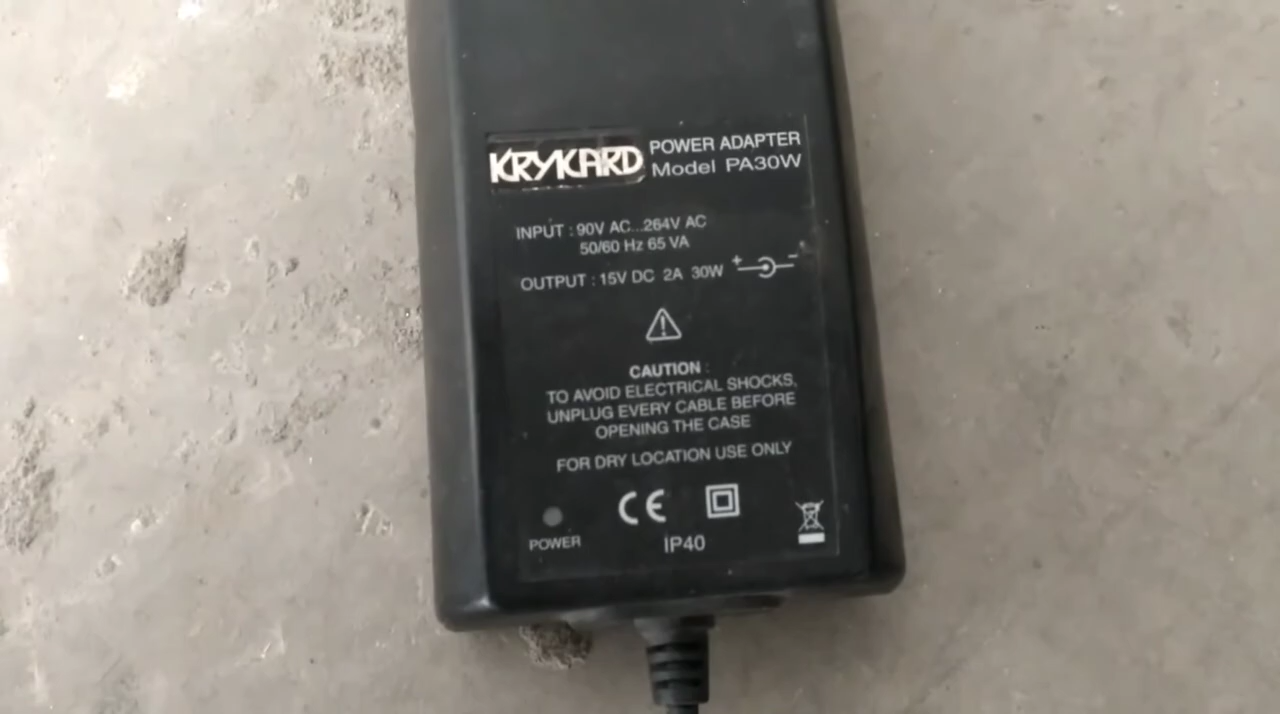 KRYKARD POWER ADAPTER
Model PA30W
INPUT : 90V AC...264V AC
50/60 Hz 65 VA
OUTPUT : 15V DC 2A 30W + -
CAUTION :
TO AVOID ELECTRICAL SHOCKS,
UNPLUG EVERY CABLE BEFORE
OPENING THE CASE
FOR DRY LOCATION USE ONLY
CE
POWER IP40